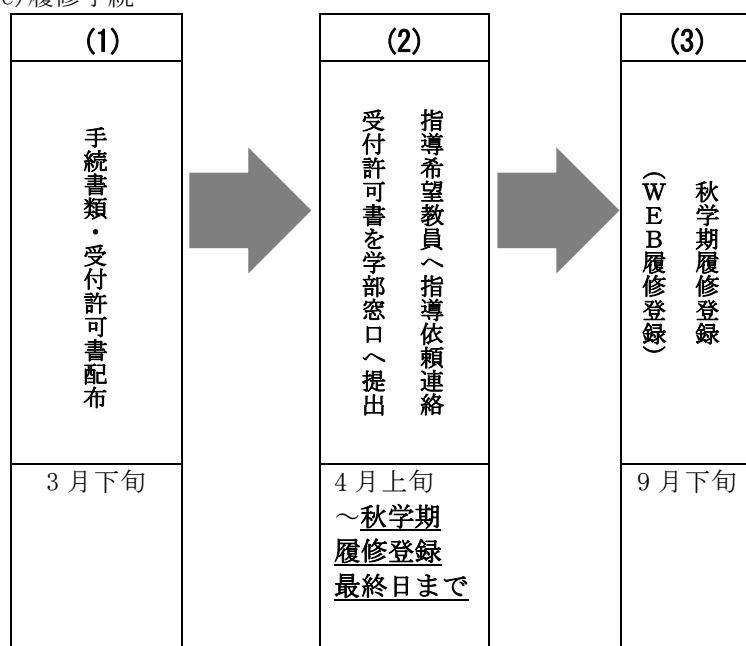 (1)
手続書類・受付許可書配布
3月下旬
(2)
指導希望教員へ指導依頼連絡
受付許可書を学部窓口へ提出
4月上旬
～秋学期
履修登録
最終日まで
(3)
秋学期履修登録
（ＷＥＢ履修登録）
9月下旬